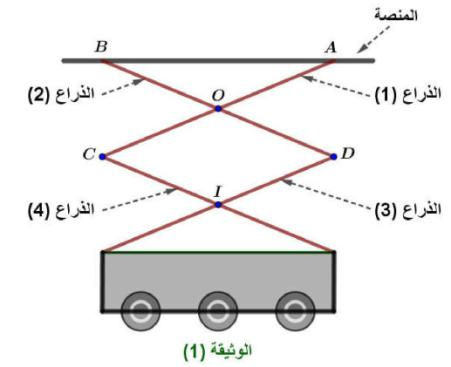 المنصة
B A
الذراع (2) O الذراع (1)
C D
الذراع (4) I الذراع (3)
الوثيقة (1)